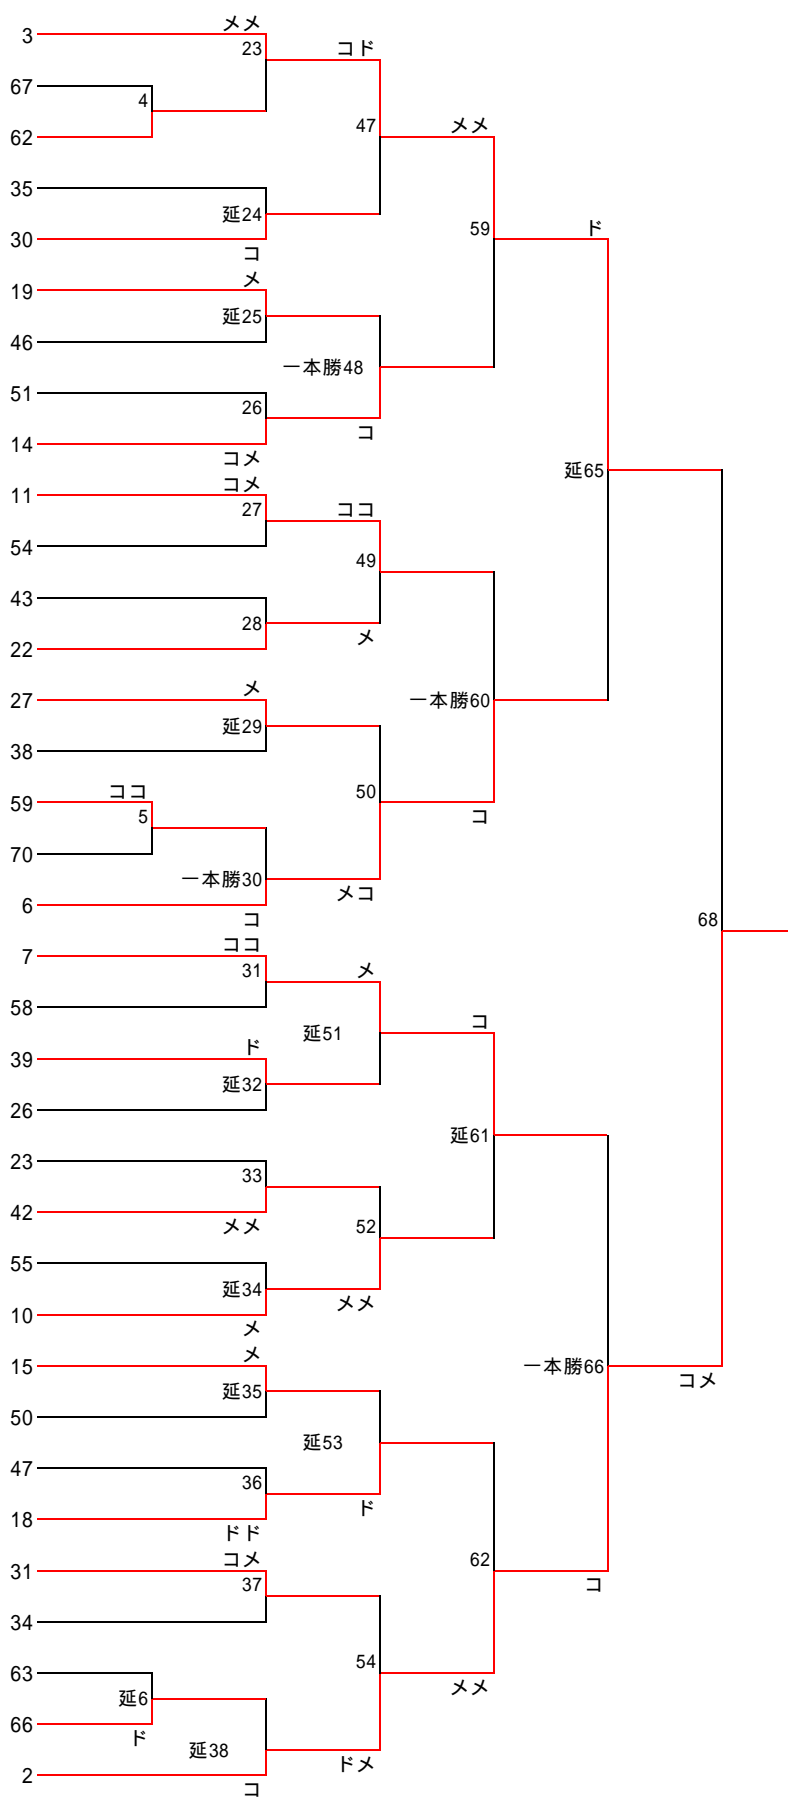 メメ
3
23
コド
67
4
47
メメ
62
35
延24
30
コ
59
ド
メ
19
延25
46
一本勝48
51
26
14
コメ
コ
延65
コメ
11
27
ココ
54
49
43
28
メ
22
メ
27
延29
一本勝60
38
ココ
59
5
50
コ
70
一本勝30
メコ
6
コ
68
ココ
7
31
メ
58
延51
コ
ド
39
延32
26
延61
23
33
42
メメ
52
55
延34
メメ
10
メ
メ
15
延35
一本勝66
コメ
50
延53
47
36
18
ドド
ド
コメ
31
37
62
コ
34
54
メメ
63
延6
66
ド
延38
ドメ
2
コ